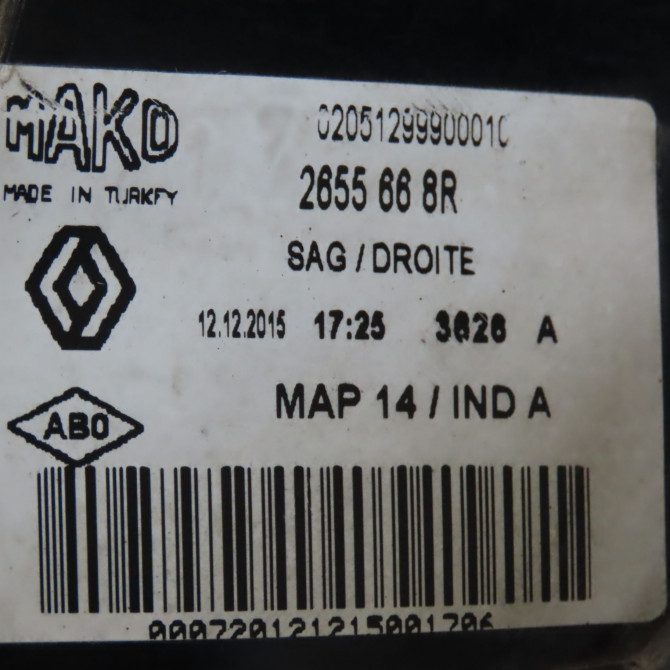 MAKO
02051299900010
MADE IN TURKEY
2655 66 8R
SAG / DROITE
12.12.2015 17:25 3626 A
MAP 14 / IND A
ABO
000720121215001706